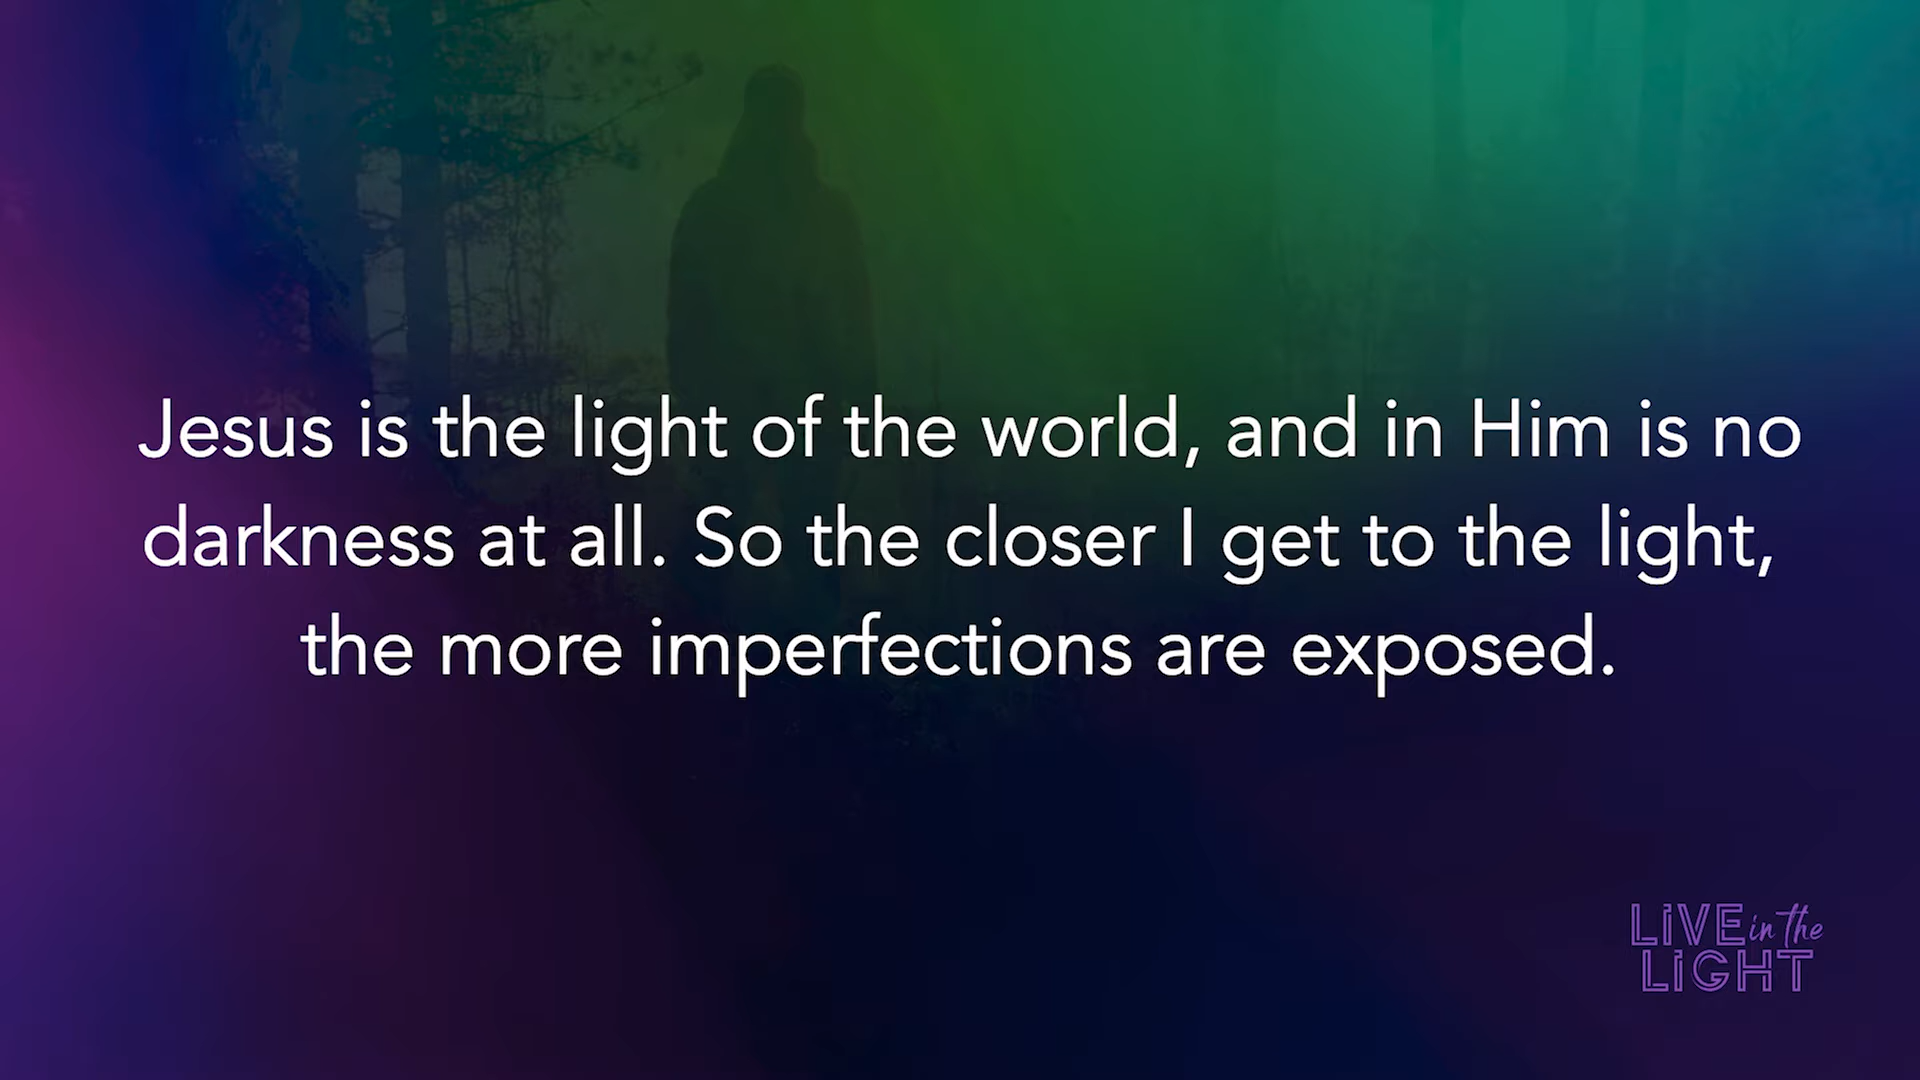 Jesus is the light of the world, and in Him is no
darkness at all. So the closer I get to the light,
the more imperfections are exposed.
LIVE in the
LIGHT